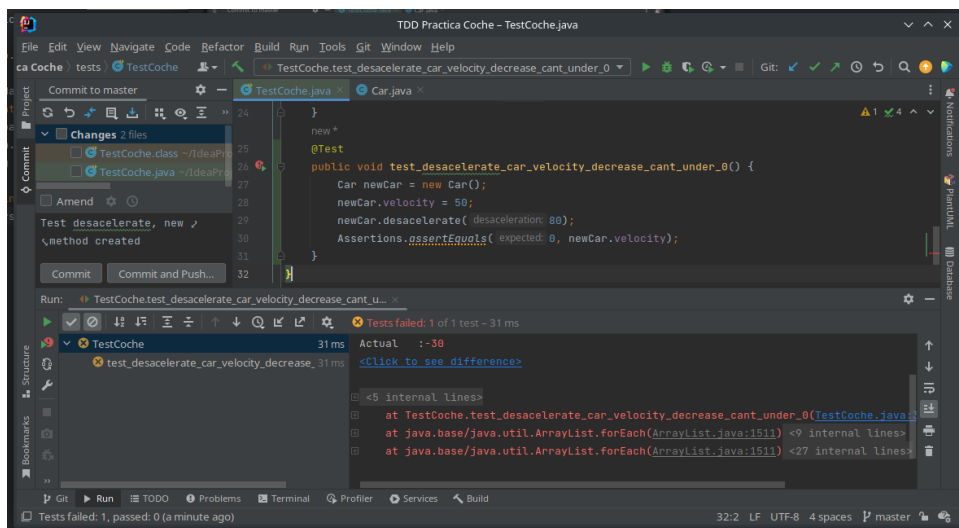 TDD Practica Coche – TestCoche.java
File Edit View Navigate Code Refactor Build Run Tools Git Window Help
ca Coche tests TestCoche TestCoche.test_desacelerate_car_velocity_decrease_cant_under_0 Git:
Project
Commit to master
TestCoche.java
Car.java
24 }
1 4
new *
25 @Test
26 public void test_desacelerate_car_velocity_decrease_cant_under_0() {
27 Car newCar = new Car();
28 newCar.velocity = 50;
29 newCar.desacelerate( desaceleration: 80);
30 Assertions.assertEquals( expected: 0, newCar.velocity);
31 }
32 }
Changes 2 files
TestCoche.class ~/IdeaPro
TestCoche.java ~/IdeaPro
Commit
Amend
Test desacelerate, new
method created
Commit Commit and Push...
Notifications
PlantUML
Database
Run: TestCoche.test_desacelerate_car_velocity_decrease_cant_u...
Tests failed: 1 of 1 test – 31 ms
TestCoche 31 ms
test_desacelerate_car_velocity_decrease_ 31 ms
Actual :-30
<Click to see difference>
<5 internal lines>
at TestCoche.test_desacelerate_car_velocity_decrease_cant_under_0(TestCoche.java:
at java.base/java.util.ArrayList.forEach(ArrayList.java:1511) <9 internal lines>
at java.base/java.util.ArrayList.forEach(ArrayList.java:1511) <27 internal lines>
Structure
Bookmarks
Git Run TODO Problems Terminal Profiler Services Build
Tests failed: 1, passed: 0 (a minute ago)
32:2 LF UTF-8 4 spaces master